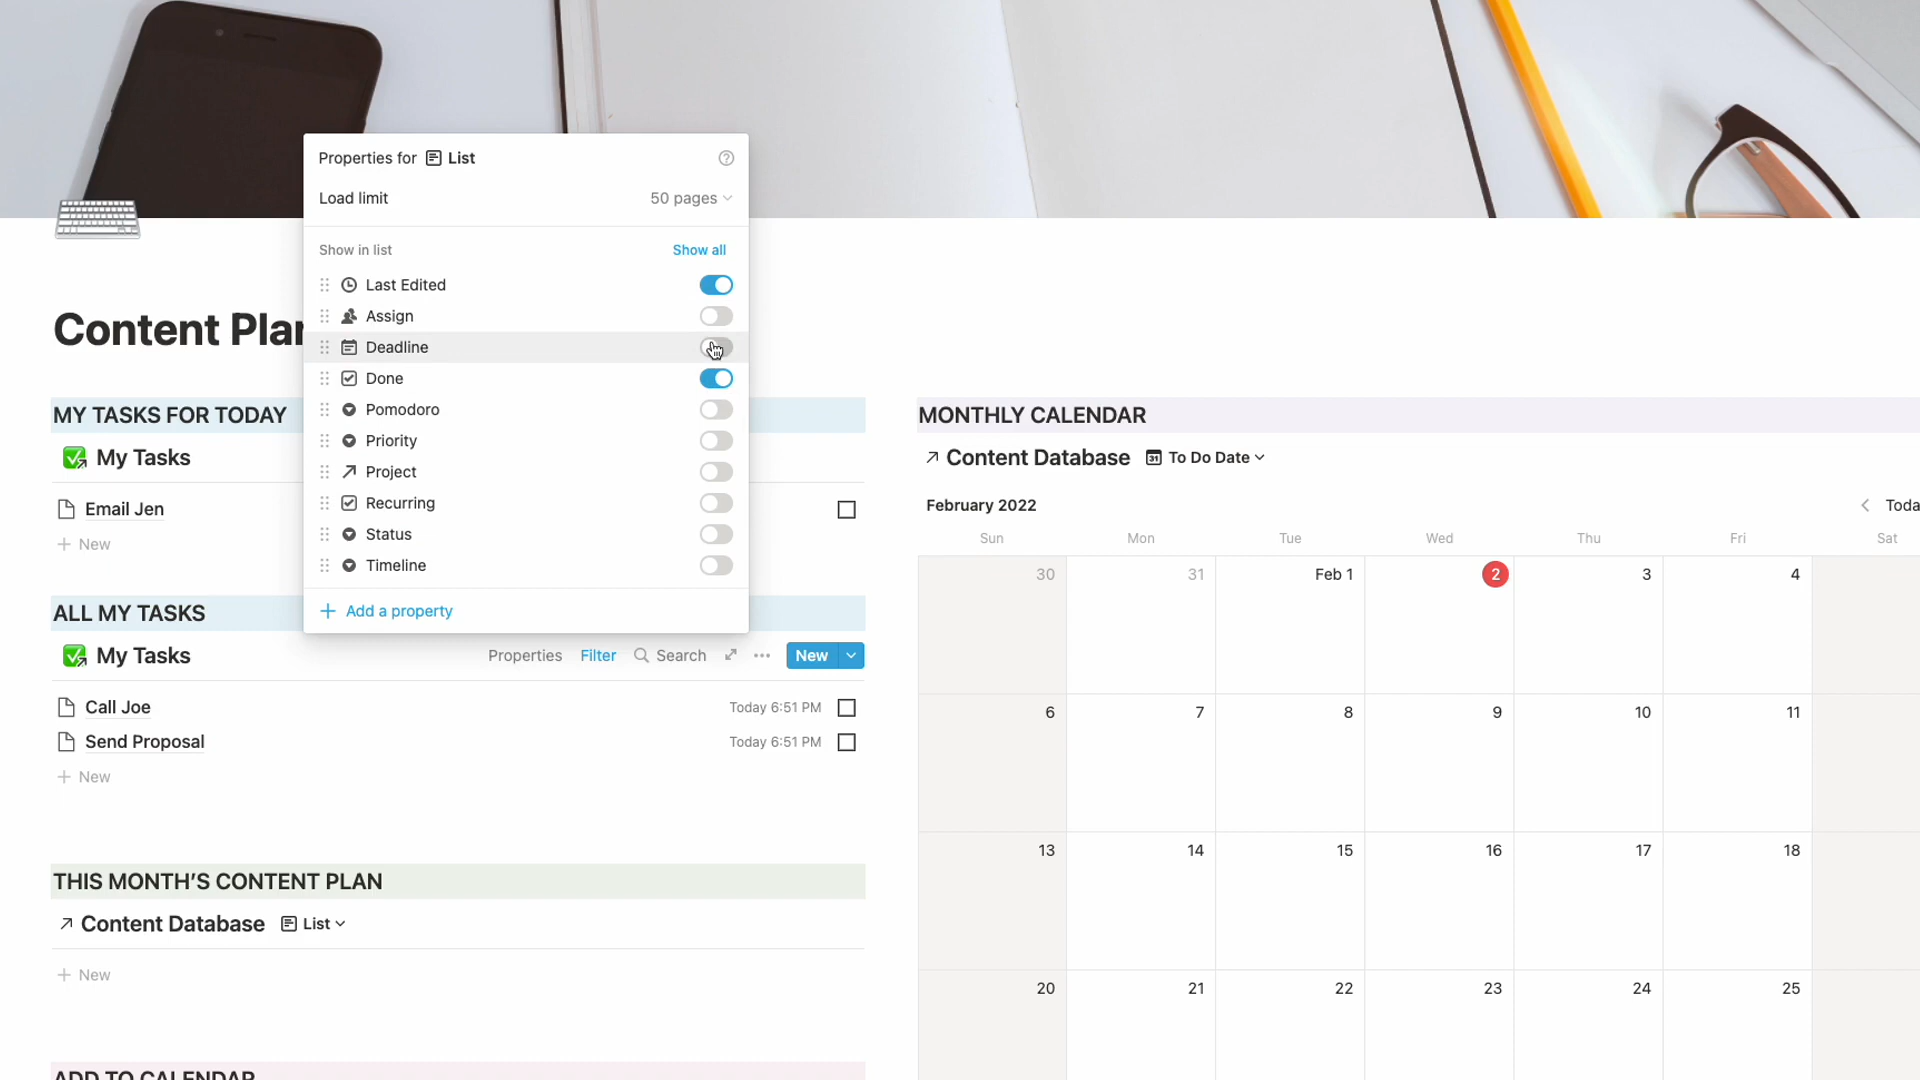 Properties for List
Load limit
50 pages
Show in list
Show all
Last Edited
Assign
Deadline
Done
Pomodoro
Priority
Project
Recurring
Status
Timeline
Add a property
Content Plan
MY TASKS FOR TODAY
My Tasks
Email Jen
New
ALL MY TASKS
My Tasks
Properties Filter Search New
Call Joe Today 6:51 PM
Send Proposal Today 6:51 PM
New
THIS MONTH'S CONTENT PLAN
Content Database List
New
ADD TO CALENDAR
MONTHLY CALENDAR
Content Database 31 To Do Date
February 2022 Toda
Sun Mon Tue Wed Thu Fri Sat
30 31 Feb 1 2 3 4
6 7 8 9 10 11
13 14 15 16 17 18
20 21 22 23 24 25